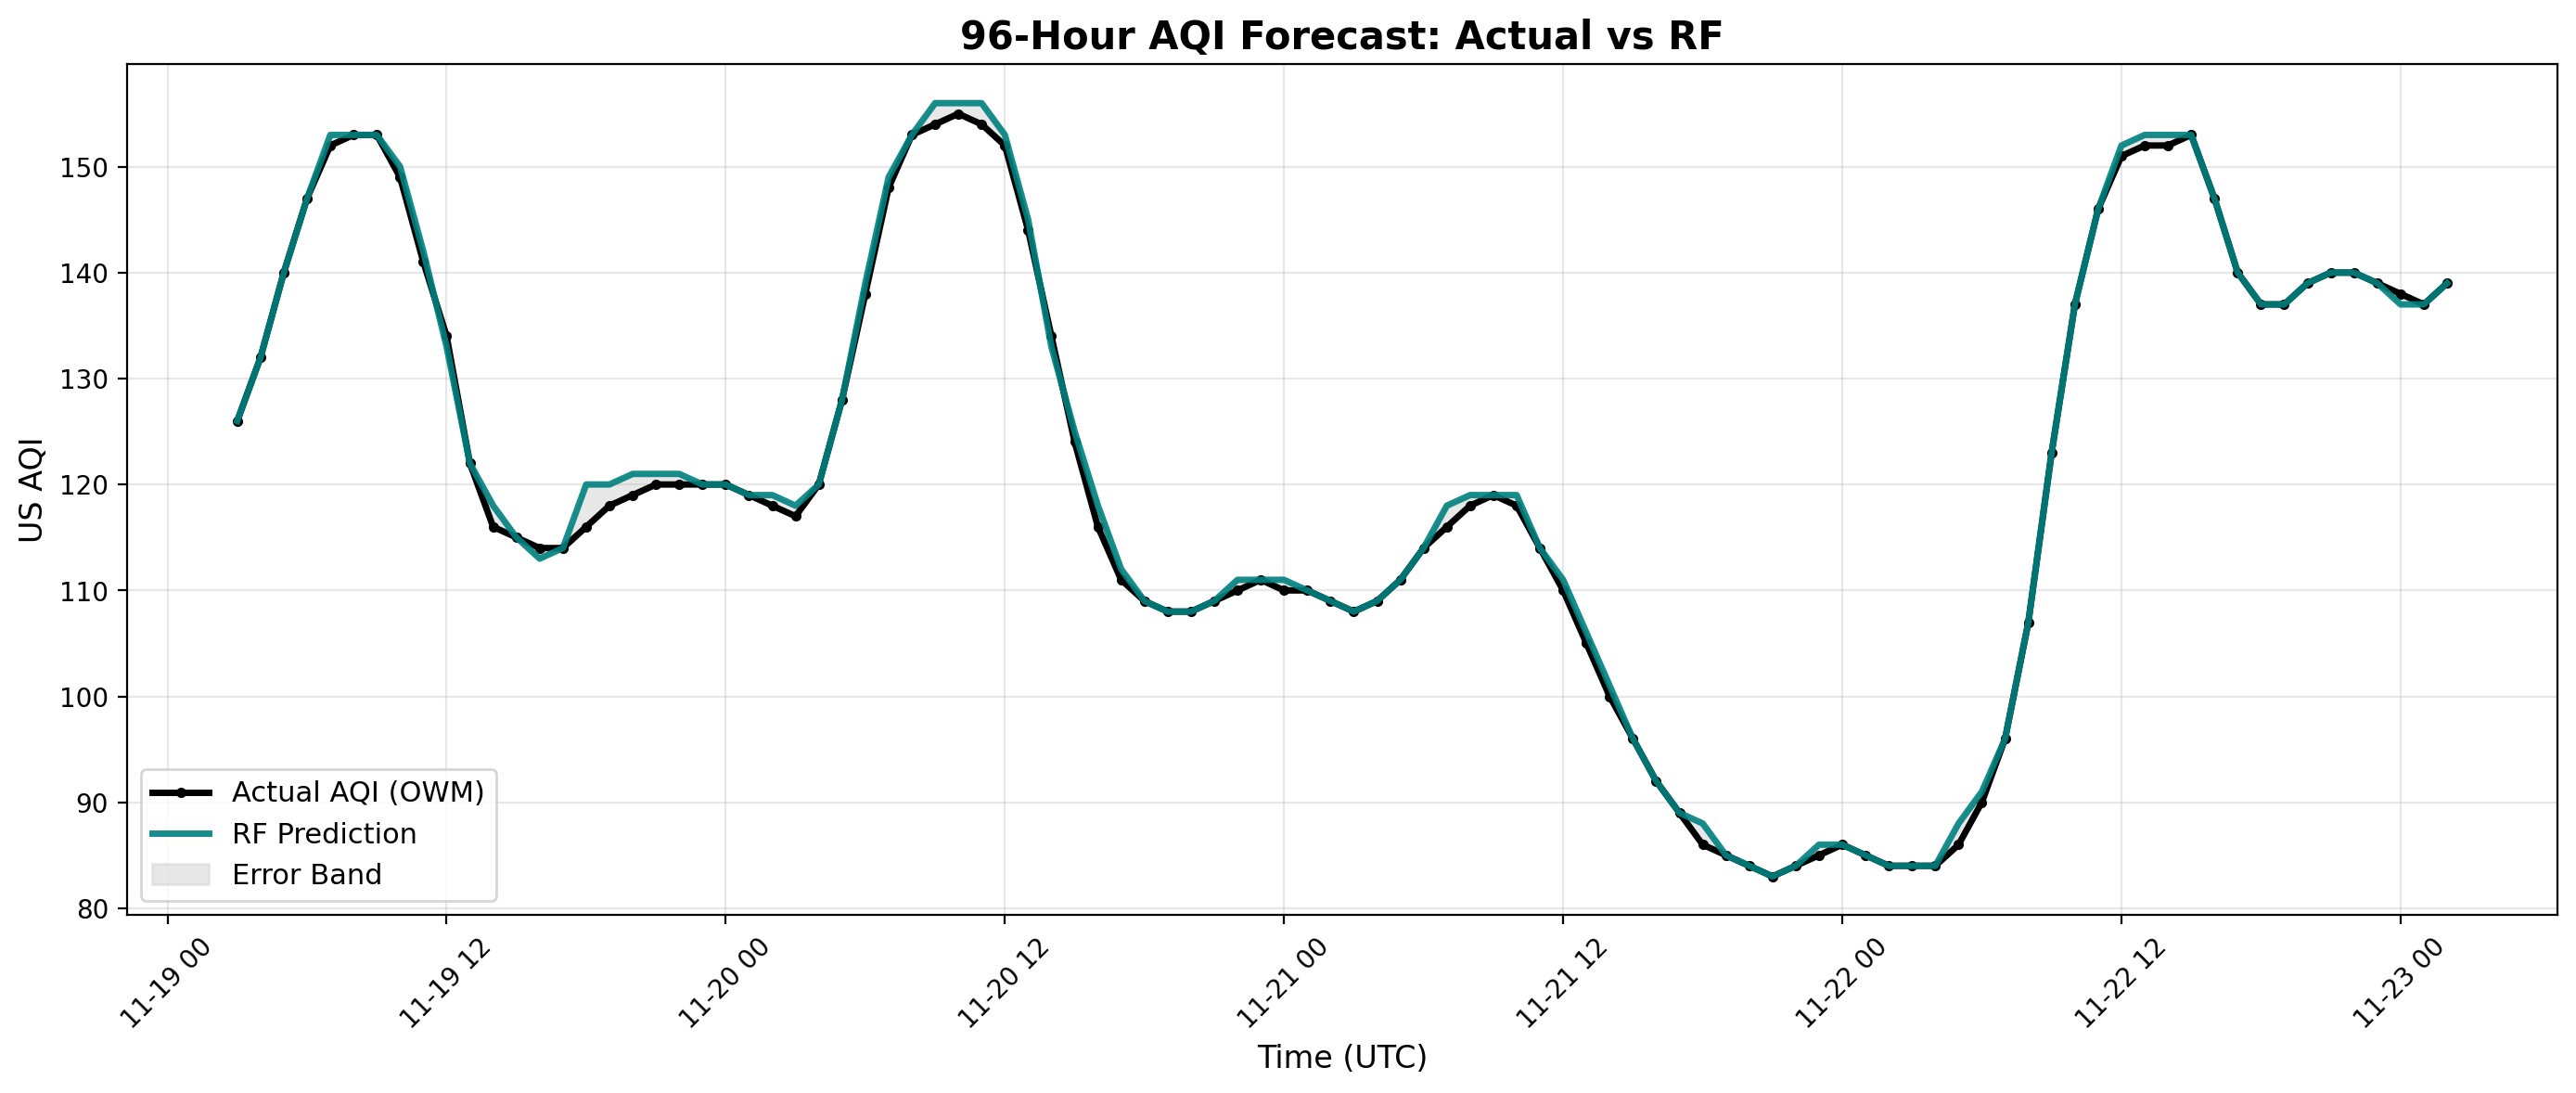 96-Hour AQI Forecast: Actual vs RF
US AQI
150
140
130
120
110
100
90
80
Actual AQI (OWM)
RF Prediction
Error Band
11-19 00
11-19 12
11-20 00
11-20 12
11-21 00
11-21 12
11-22 00
11-22 12
11-23 00
Time (UTC)